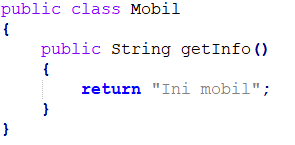 public class Mobil
{
    public String getInfo()
    {
        return "Ini mobil";
    }
}